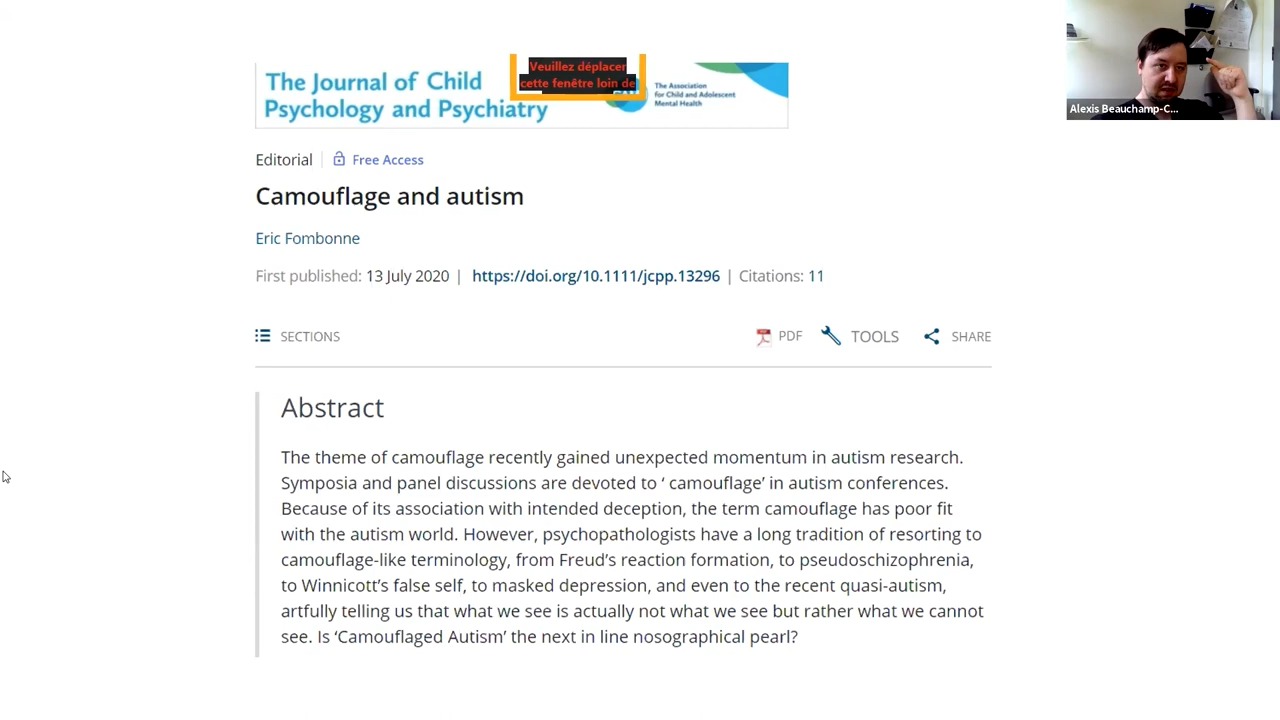 The Journal of Child
Psychology and Psychiatry
Veuillez déplacer
cette fenêtre loin de
The Association
for Child and Adolescent
Mental Health
Alexis Beauchamp-C...
Editorial
Free Access
Camouflage and autism
Eric Fombonne
First published: 13 July 2020 | https://doi.org/10.1111/jcpp.13296 | Citations: 11
SECTIONS
PDF
TOOLS
SHARE
Abstract
The theme of camouflage recently gained unexpected momentum in autism research.
Symposia and panel discussions are devoted to ‘ camouflage’ in autism conferences.
Because of its association with intended deception, the term camouflage has poor fit
with the autism world. However, psychopathologists have a long tradition of resorting to
camouflage-like terminology, from Freud’s reaction formation, to pseudoschizophrenia,
to Winnicott’s false self, to masked depression, and even to the recent quasi-autism,
artfully telling us that what we see is actually not what we see but rather what we cannot
see. Is ‘Camouflaged Autism’ the next in line nosographical pearl?